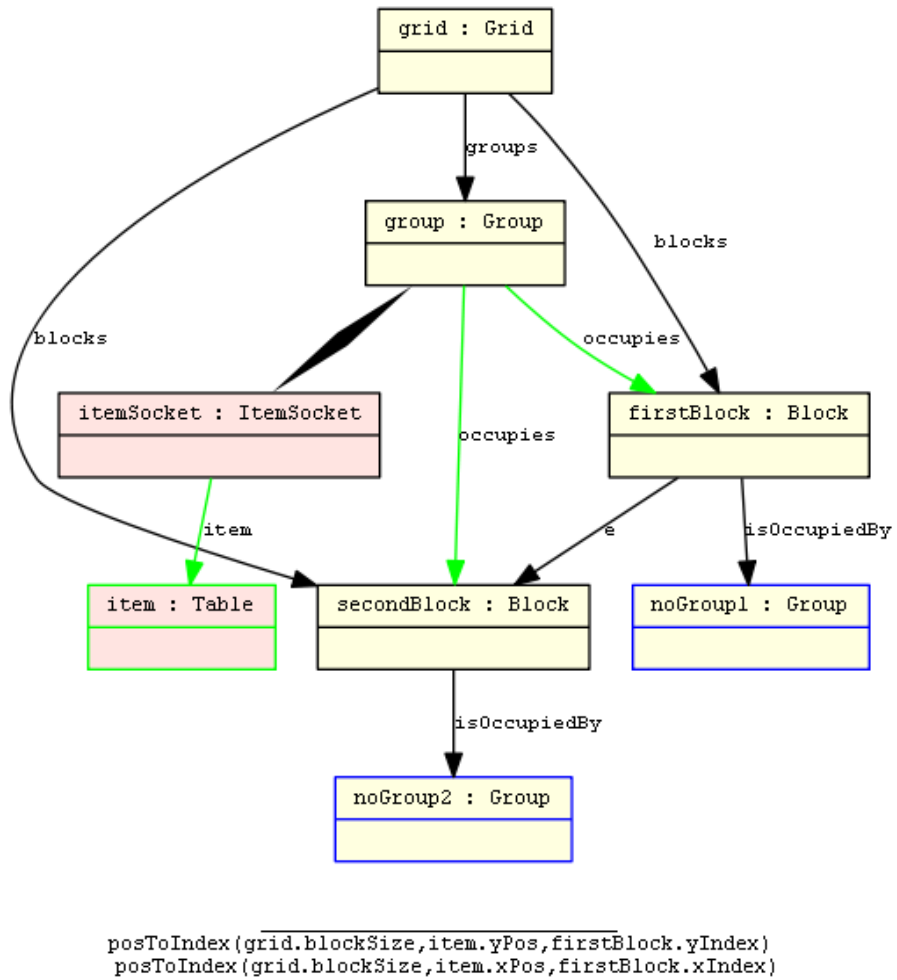 grid : Grid
groups
group : Group
blocks
blocks
occupies
itemSocket : ItemSocket
firstBlock : Block
occupies
item
e
isOccupiedBy
item : Table
secondBlock : Block
noGroup1 : Group
isOccupiedBy
noGroup2 : Group
posToIndex(grid.blockSize,item.yPos,firstBlock.yIndex)
posToIndex(grid.blockSize,item.xPos,firstBlock.xIndex)